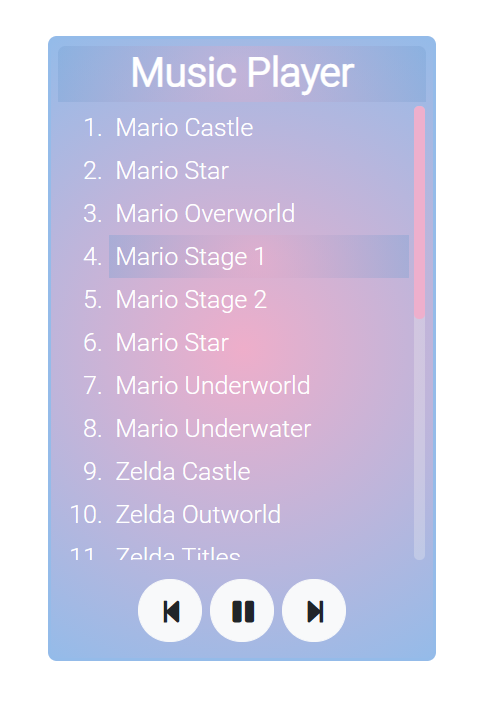 Music Player
1. Mario Castle
2. Mario Star
3. Mario Overworld
4. Mario Stage 1
5. Mario Stage 2
6. Mario Star
7. Mario Underworld
8. Mario Underwater
9. Zelda Castle
10. Zelda Outworld
11. Zelda Titles